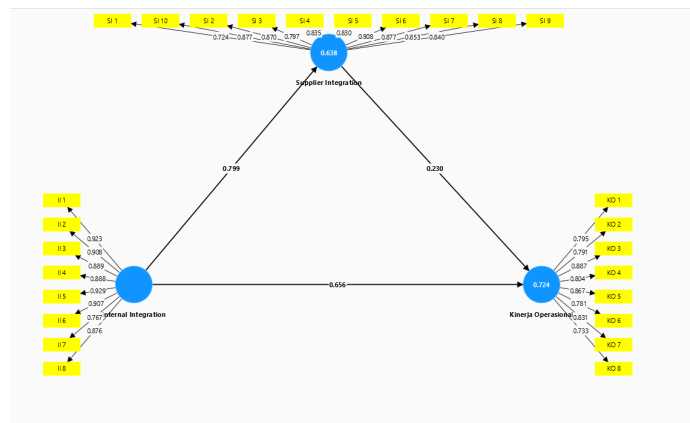 SI 1
SI 10
SI 2
SI 3
SI 4
SI 5
SI 6
SI 7
SI 8
SI 9
0.724
0.877
0.870
0.797
0.835
0.830
0.908
0.877
0.853
0.840
0.638
Supplier Integration
0.799
0.230
II 1
II 2
II 3
II 4
II 5
II 6
II 7
II 8
0.923
0.908
0.889
0.888
0.929
0.907
0.767
0.876
nternal Integration
0.656
0.724
Kinerja Operasional
0.795
0.791
0.887
0.804
0.867
0.781
0.831
0.733
KO 1
KO 2
KO 3
KO 4
KO 5
KO 6
KO 7
KO 8